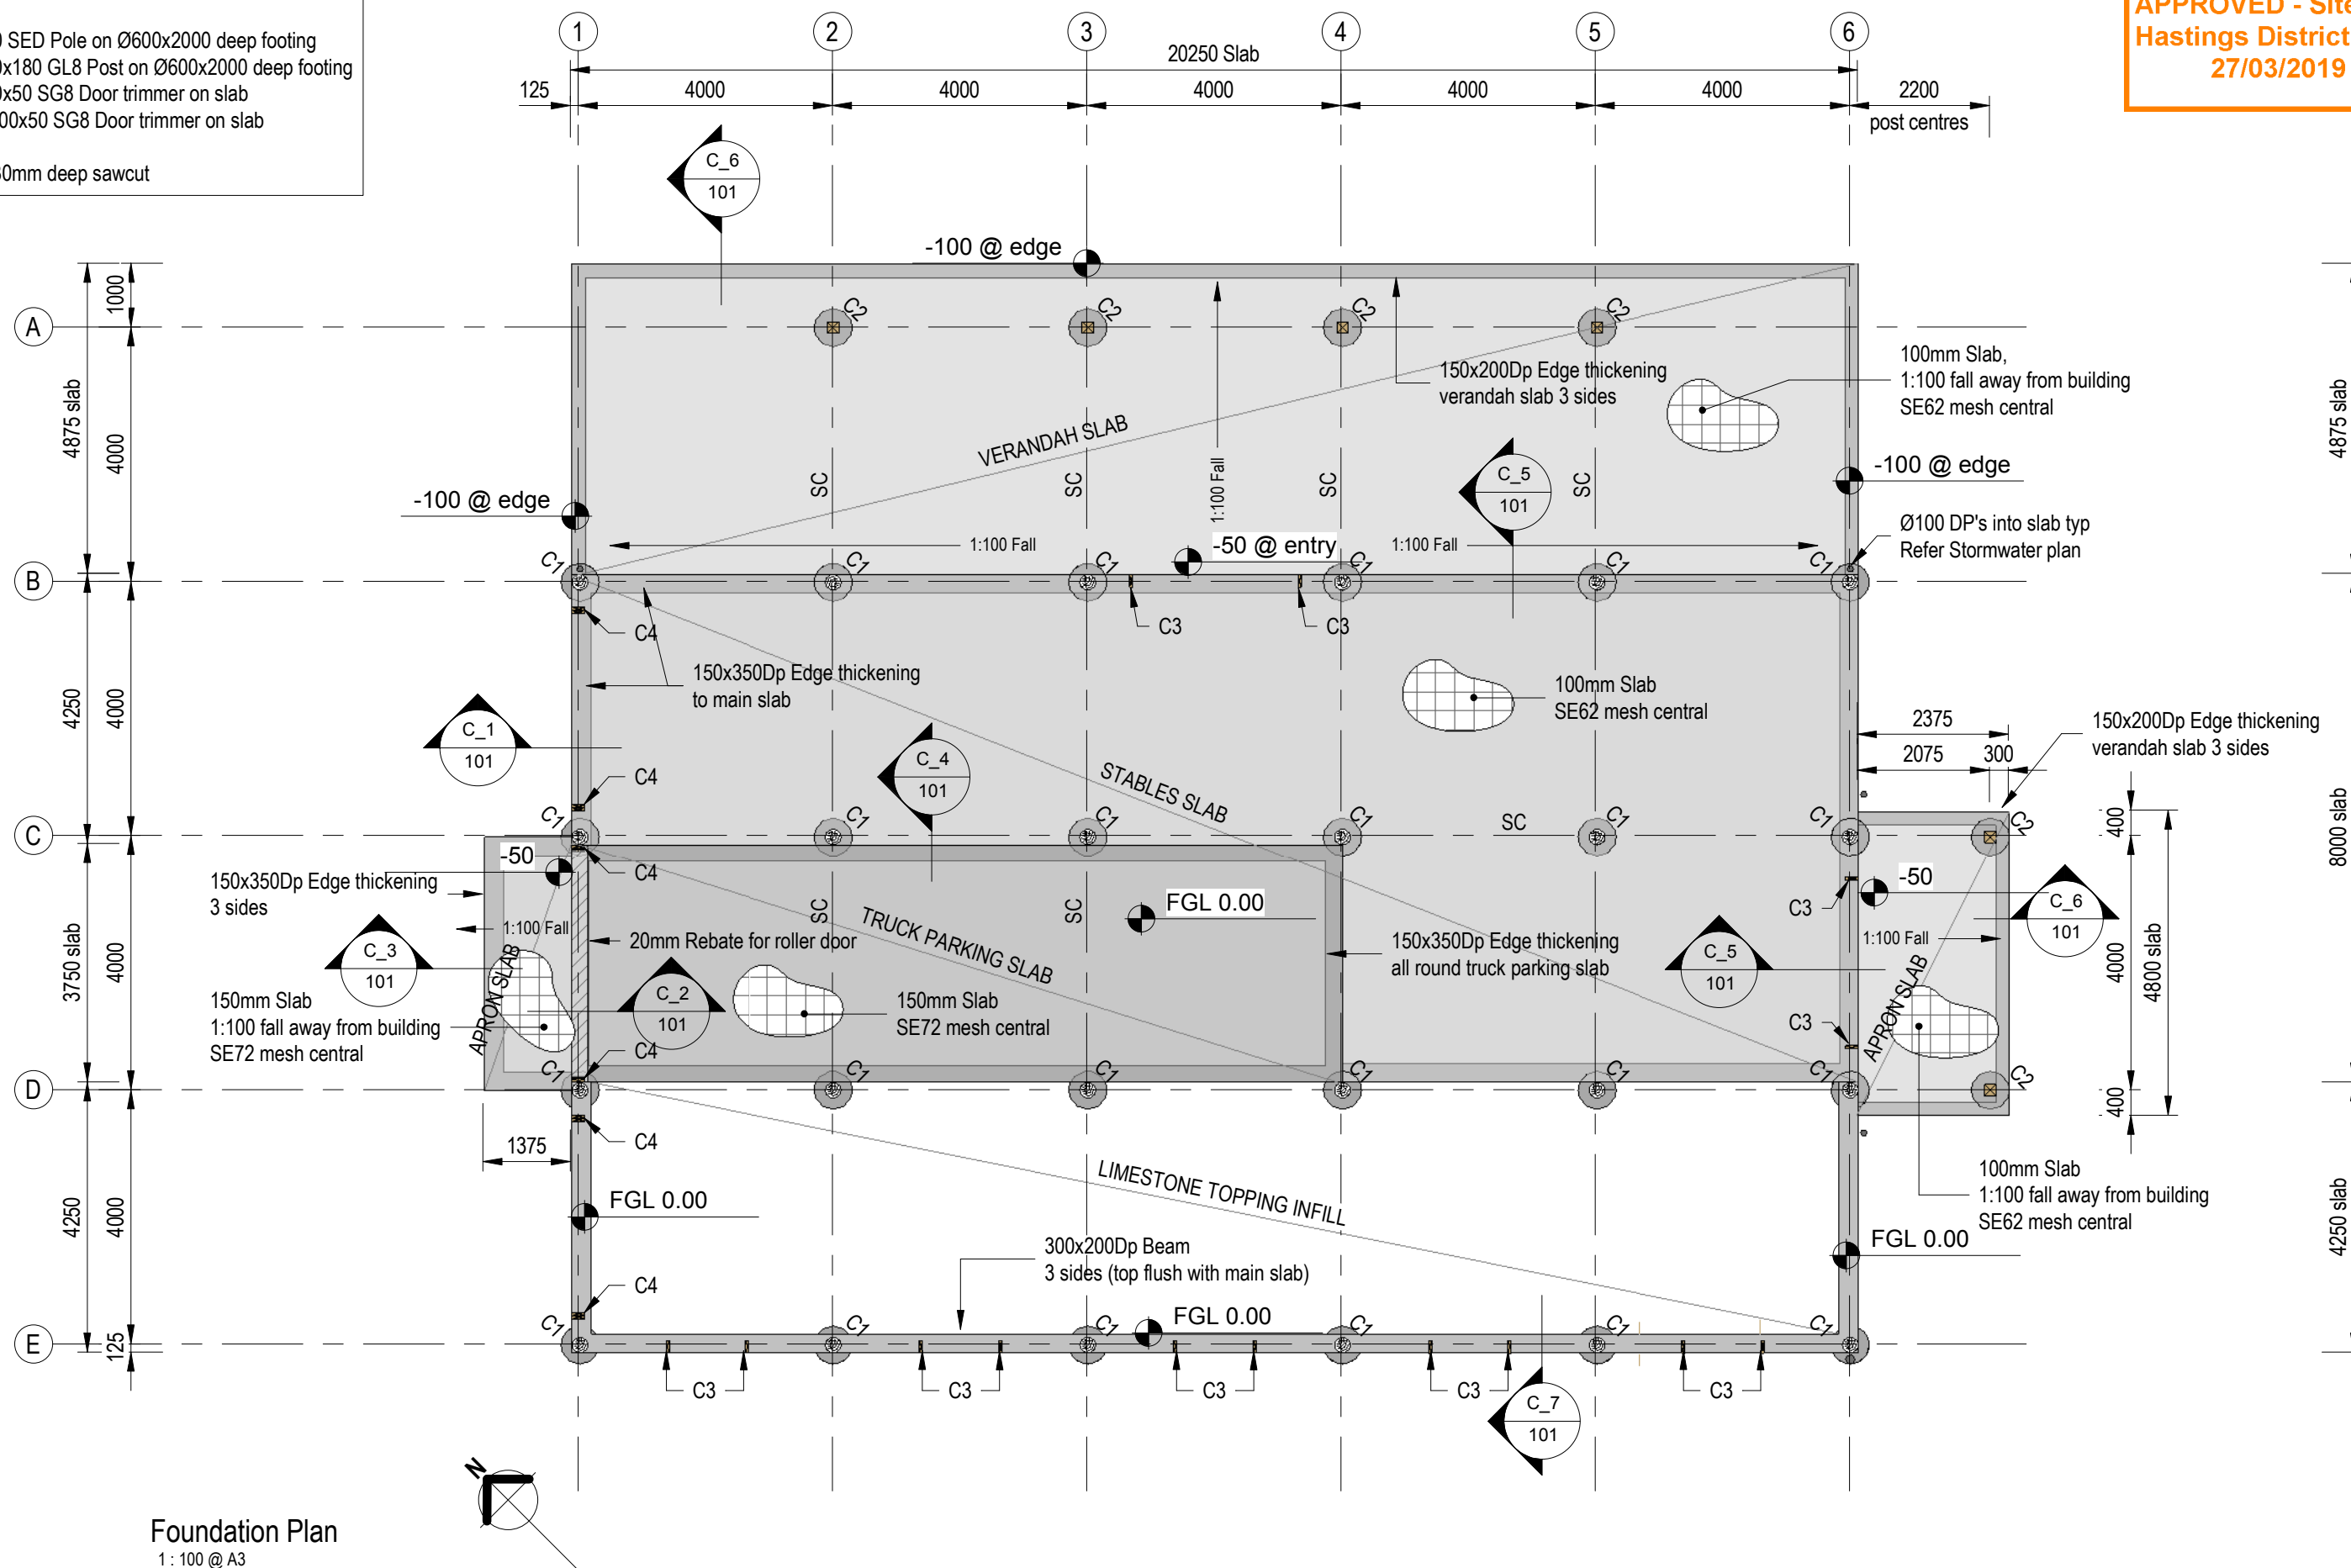 SED Pole on Ø600x2000 deep footing
x180 GL8 Post on Ø600x2000 deep footing
x50 SG8 Door trimmer on slab
00x50 SG8 Door trimmer on slab
0mm deep sawcut
APPROVED - Site
Hastings District
27/03/2019
1
2
3
4
5
6
20250 Slab
125
4000
4000
4000
4000
4000
2200
post centres
C_6
101
-100 @ edge
A
1000
C2
C2
C2
C2
4875 slab
4000
150x200Dp Edge thickening
verandah slab 3 sides
100mm Slab,
1:100 fall away from building
SE62 mesh central
4875 slab
VERANDAH SLAB
SC
SC
SC
SC
1:100 Fall
C_5
101
-100 @ edge
-100 @ edge
1:100 Fall
-50 @ entry
1:100 Fall
Ø100 DP's into slab typ
Refer Stormwater plan
B
C1
C1
C1
C1
C1
C1
C4
C3
C3
150x350Dp Edge thickening
to main slab
100mm Slab
SE62 mesh central
4250
4000
C_1
101
C4
C_4
101
STABLES SLAB
SC
2375
2075
300
150x200Dp Edge thickening
verandah slab 3 sides
8000 slab
C
C1
C1
C1
C1
C1
C1
C2
400
-50
C4
150x350Dp Edge thickening
3 sides
1:100 Fall
C_3
101
APRON SLAB
150mm Slab
1:100 fall away from building
SE72 mesh central
3750 slab
4000
20mm Rebate for roller door
SC
SC
TRUCK PARKING SLAB
FGL 0.00
C_2
101
150mm Slab
SE72 mesh central
150x350Dp Edge thickening
all round truck parking slab
C3
-50
C_6
101
1:100 Fall
C_5
101
C3
APRON SLAB
4000
4800 slab
C4
D
C1
C1
C1
C1
C1
C1
C2
400
1375
C4
LIMESTONE TOPPING INFILL
100mm Slab
1:100 fall away from building
SE62 mesh central
4250
4000
FGL 0.00
FGL 0.00
4250 slab
300x200Dp Beam
3 sides (top flush with main slab)
C4
FGL 0.00
E
125
C1
C1
C1
C1
C1
C1
C3
C3
C3
C3
C3
C_7
101
N
Foundation Plan
1 : 100 @ A3